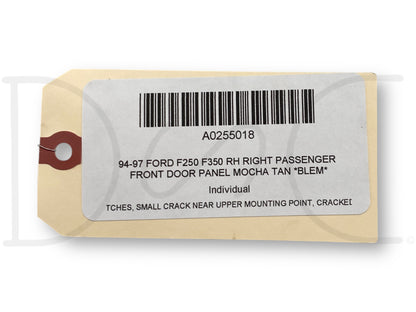 A0255018
94-97 FORD F250 F350 RH RIGHT PASSENGER
FRONT DOOR PANEL MOCHA TAN *BLEM*
Individual
TCHES, SMALL CRACK NEAR UPPER MOUNTING POINT, CRACKED